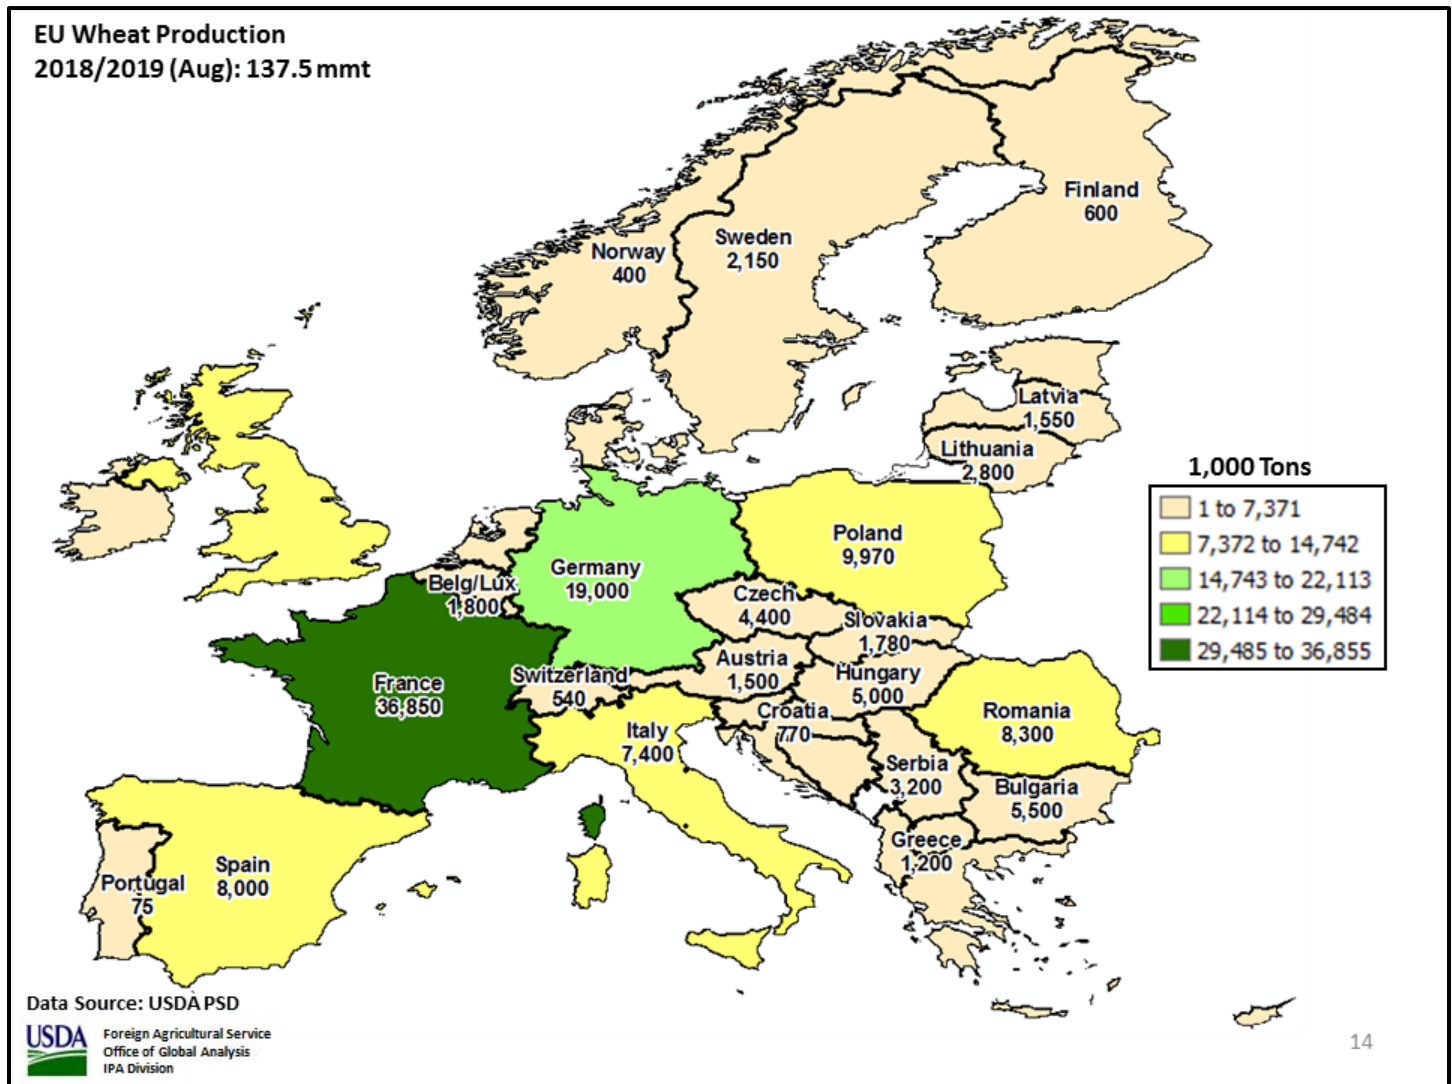 EU Wheat Production
2018/2019 (Aug): 137.5 mmt
Finland
600
Sweden
2,150
Norway
400
Latvia
1,550
Lithuania
2,800
1,000 Tons
1 to 7,371
7,372 to 14,742
14,743 to 22,113
22,114 to 29,484
29,485 to 36,855
Poland
9,970
Germany
19,000
Belg/Lux
1,800
Czech
4,400
Slovakia
1,780
Austria
1,500
Hungary
5,000
Switzerland
540
France
36,850
Croatia
770
Romania
8,300
Italy
7,400
Serbia
3,200
Bulgaria
5,500
Greece
1,200
Spain
8,000
Portugal
75
Data Source: USDA PSD
USDA
Foreign Agricultural Service
Office of Global Analysis
IPA Division
14